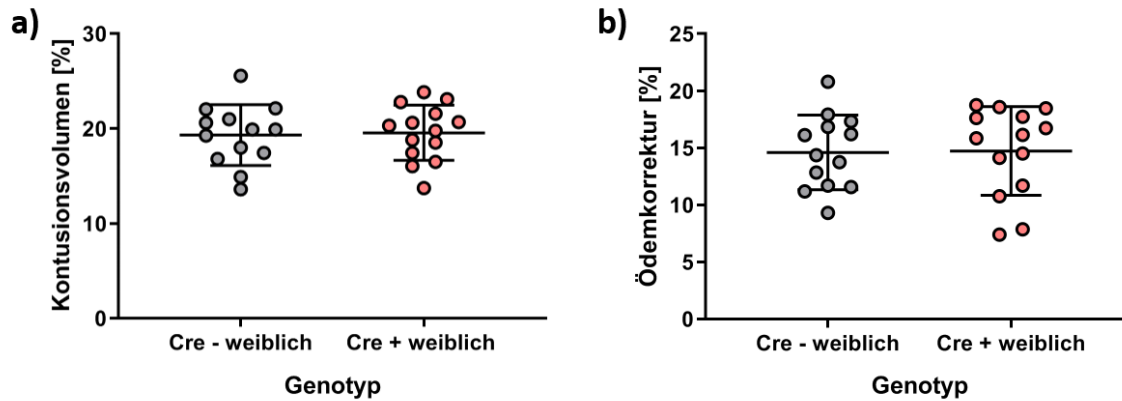 a)
Kontusionsvolumen [%]
30
20
10
0
Cre - weiblich Cre + weiblich
Genotyp
b)
Ödemkorrektur [%]
25
20
15
10
5
0
Cre - weiblich Cre + weiblich
Genotyp